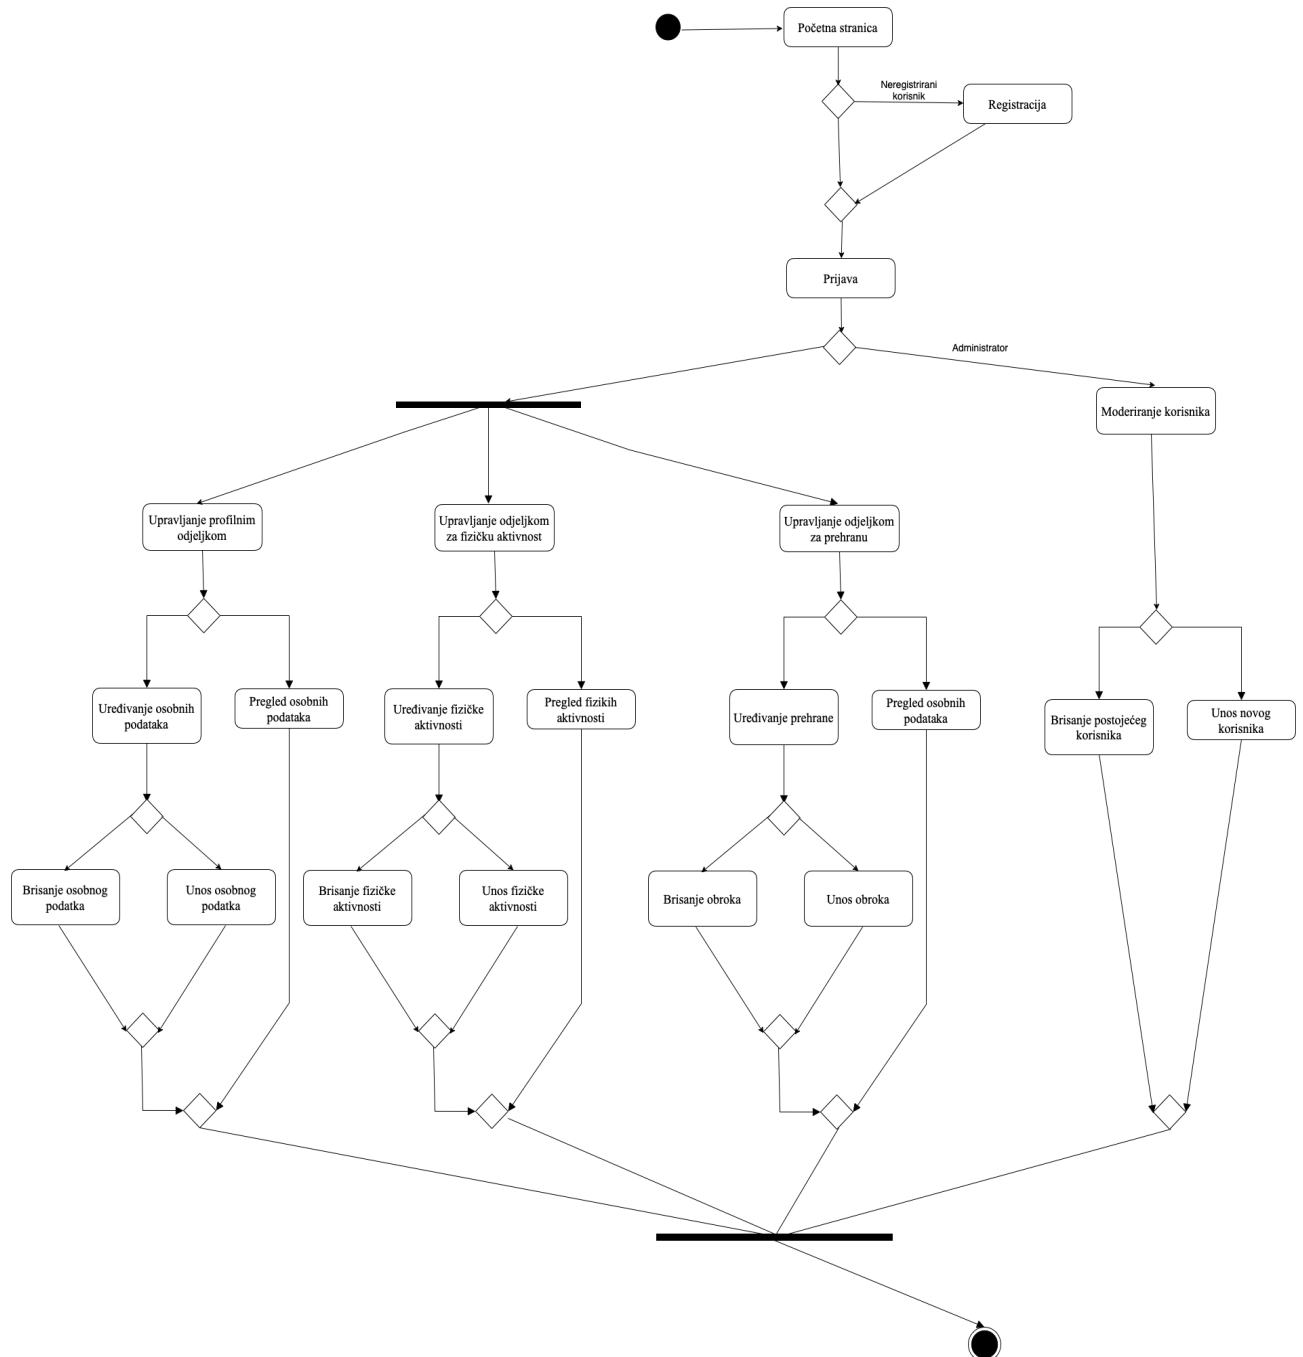 Početna stranica
Neregistrirani
korisnik
Registracija
Prijava
Administrator
Moderiranje korisnika
Upravljanje profilnim
odjeljkom
Upravljanje odjeljkom
za fizičku aktivnost
Upravljanje odjeljkom
za prehranu
Uređivanje osobnih
podataka
Pregled osobnih
podataka
Uređivanje fizičke
aktivnosti
Pregled fizikih
aktivnosti
Uređivanje prehrane
Pregled osobnih
podataka
Brisanje postojećeg
korisnika
Unos novog
korisnika
Brisanje osobnog
podatka
Unos osobnog
podatka
Brisanje fizičke
aktivnosti
Unos fizičke
aktivnosti
Brisanje obroka
Unos obroka